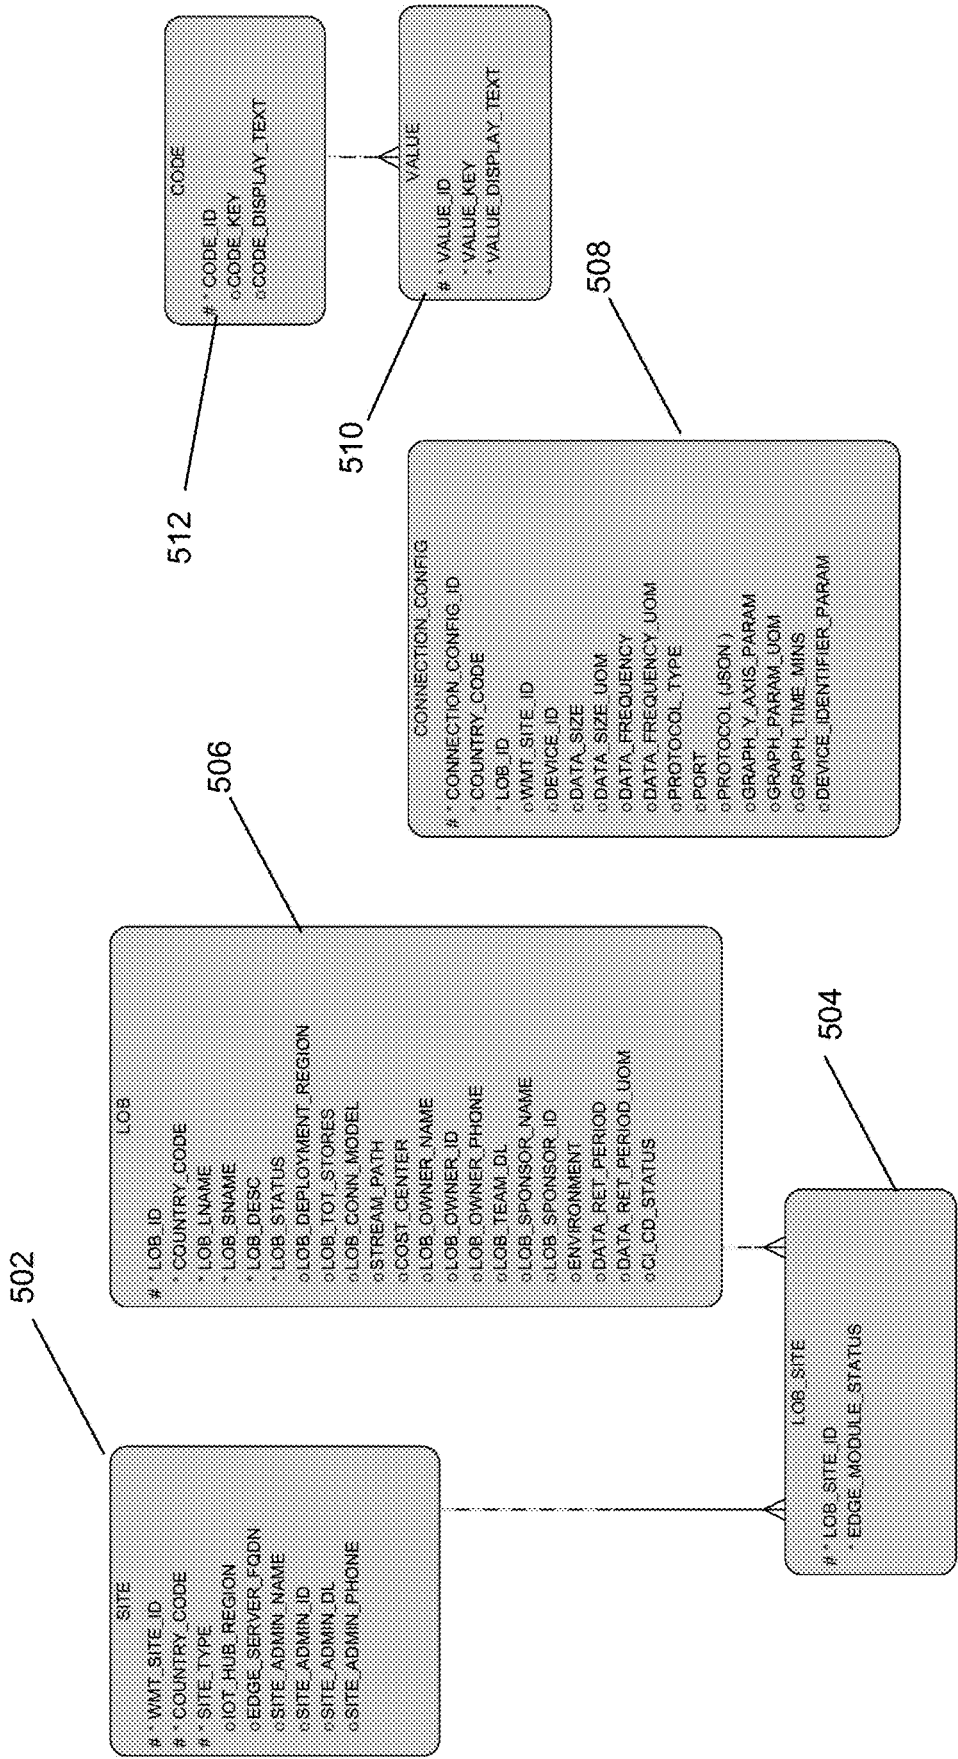 502
SITE
# * WMT_SITE_ID
# * COUNTRY_CODE
# * SITE_TYPE
o IOT_HUB_REGION
o EDGE_SERVER_FQDN
o SITE_ADMIN_NAME
o SITE_ADMIN_ID
o SITE_ADMIN_DL
o SITE_ADMIN_PHONE
506
LOB
# * LOB_ID
* COUNTRY_CODE
* LOB_LNAME
* LOB_SNAME
* LOB_DESC
* LOB_STATUS
o LOB_DEPLOYMENT_REGION
o LOB_TOT_STORES
o LOB_CONN_MODEL
o STREAM_PATH
o COST_CENTER
o LOB_OWNER_NAME
o LOB_OWNER_ID
o LOB_OWNER_PHONE
o LOB_TEAM_DL
o LOB_SPONSOR_NAME
o LOB_SPONSOR_ID
o ENVIRONMENT
o DATA_RET_PERIOD
o DATA_RET_PERIOD_UOM
o CI_CD_STATUS
504
LOB_SITE
# * LOB_SITE_ID
* EDGE_MODULE_STATUS
512
CODE
# * CODE_ID
o CODE_KEY
o CODE_DISPLAY_TEXT
510
VALUE
# * VALUE_ID
* VALUE_KEY
* VALUE_DISPLAY_TEXT
508
CONNECTION_CONFIG
# * CONNECTION_CONFIG_ID
* COUNTRY_CODE
* LOB_ID
o WMT_SITE_ID
o DEVICE_ID
o DATA_SIZE
o DATA_SIZE_UOM
o DATA_FREQUENCY
o DATA_FREQUENCY_UOM
o PROTOCOL_TYPE
o PORT
o PROTOCOL (JSON )
o GRAPH_Y_AXIS_PARAM
o GRAPH_PARAM_UOM
o GRAPH_TIME_MINS
o DEVICE_IDENTIFIER_PARAM